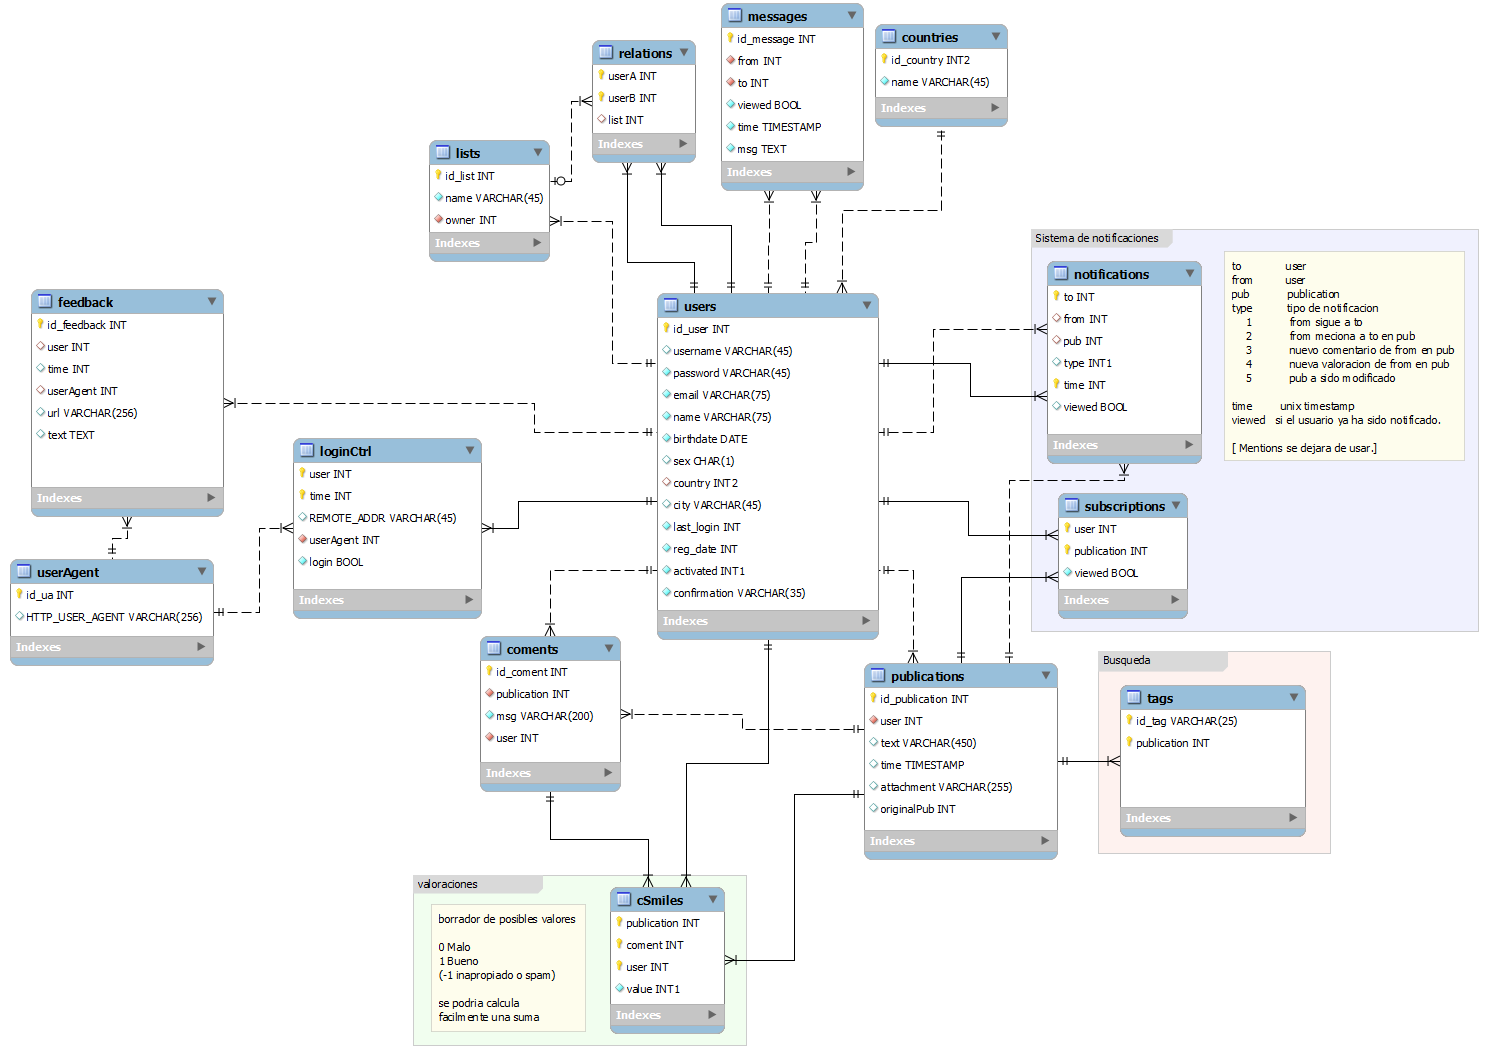 messages
id_message INT
from INT
to INT
viewed BOOL
time TIMESTAMP
msg TEXT
Indexes
countries
id_country INT2
name VARCHAR(45)
Indexes
relations
userA INT
userB INT
list INT
Indexes
lists
id_list INT
name VARCHAR(45)
owner INT
Indexes
Sistema de notificaciones
notifications
to INT
from INT
pub INT
type INT1
time INT
viewed BOOL
Indexes
to user
from user
pub publication
type tipo de notificacion
1 from sigue a to
2 from meciona a to en pub
3 nuevo comentario de from en pub
4 nueva valoracion de from en pub
5 pub a sido modificado
time unix timestamp
viewed si el usuario ya ha sido notificado.
[ Mentions se dejara de usar.]
feedback
id_feedback INT
user INT
time INT
userAgent INT
url VARCHAR(256)
text TEXT
Indexes
users
id_user INT
username VARCHAR(45)
password VARCHAR(45)
email VARCHAR(75)
name VARCHAR(75)
birthdate DATE
sex CHAR(1)
country INT2
city VARCHAR(45)
last_login INT
reg_date INT
activated INT1
confirmation VARCHAR(35)
Indexes
loginCtrl
user INT
time INT
REMOTE_ADDR VARCHAR(45)
userAgent INT
login BOOL
Indexes
subscriptions
user INT
publication INT
viewed BOOL
Indexes
userAgent
id_ua INT
HTTP_USER_AGENT VARCHAR(256)
Indexes
coments
id_coment INT
publication INT
msg VARCHAR(200)
user INT
Indexes
publications
id_publication INT
user INT
text VARCHAR(450)
time TIMESTAMP
attachment VARCHAR(255)
originalPub INT
Indexes
Busqueda
tags
id_tag VARCHAR(25)
publication INT
Indexes
valoraciones
borrador de posibles valores
0 Malo
1 Bueno
(-1 inapropiado o spam)
se podria calcula
facilmente una suma
cSmiles
publication INT
coment INT
user INT
value INT1
Indexes